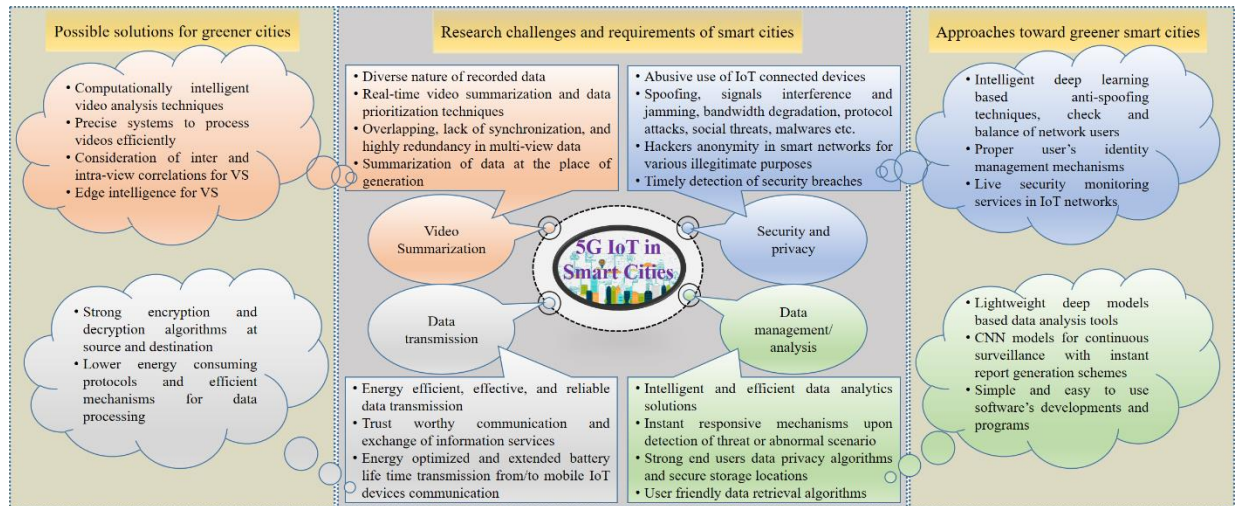 Possible solutions for greener cities
• Computationally intelligent
video analysis techniques
• Precise systems to process
videos efficiently
• Consideration of inter and
intra-view correlations for VS
• Edge intelligence for VS
• Strong encryption and
decryption algorithms at
source and destination
• Lower energy consuming
protocols and efficient
mechanisms for data
processing
Research challenges and requirements of smart cities
• Diverse nature of recorded data
• Real-time video summarization and data
prioritization techniques
• Overlapping, lack of synchronization, and
highly redundancy in multi-view data
• Summarization of data at the place of
generation
• Abusive use of IoT connected devices
• Spoofing, signals interference and
jamming, bandwidth degradation, protocol
attacks, social threats, malwares etc.
• Hackers anonymity in smart networks for
various illegitimate purposes
• Timely detection of security breaches
Video
Summarization
Security and
privacy
5G IoT in
Smart Cities
Data
transmission
Data
management/
analysis
• Energy efficient, effective, and reliable
data transmission
• Trust worthy communication and
exchange of information services
• Energy optimized and extended battery
life time transmission from/to mobile IoT
devices communication
• Intelligent and efficient data analytics
solutions
• Instant responsive mechanisms upon
detection of threat or abnormal scenario
• Strong end users data privacy algorithms
and secure storage locations
• User friendly data retrieval algorithms
Approaches toward greener smart cities
• Intelligent deep learning
based anti-spoofing
techniques, check and
balance of network users
• Proper user's identity
management mechanisms
• Live security monitoring
services in IoT networks
• Lightweight deep models
based data analysis tools
• CNN models for continuous
surveillance with instant
report generation schemes
• Simple and easy to use
software's developments and
programs